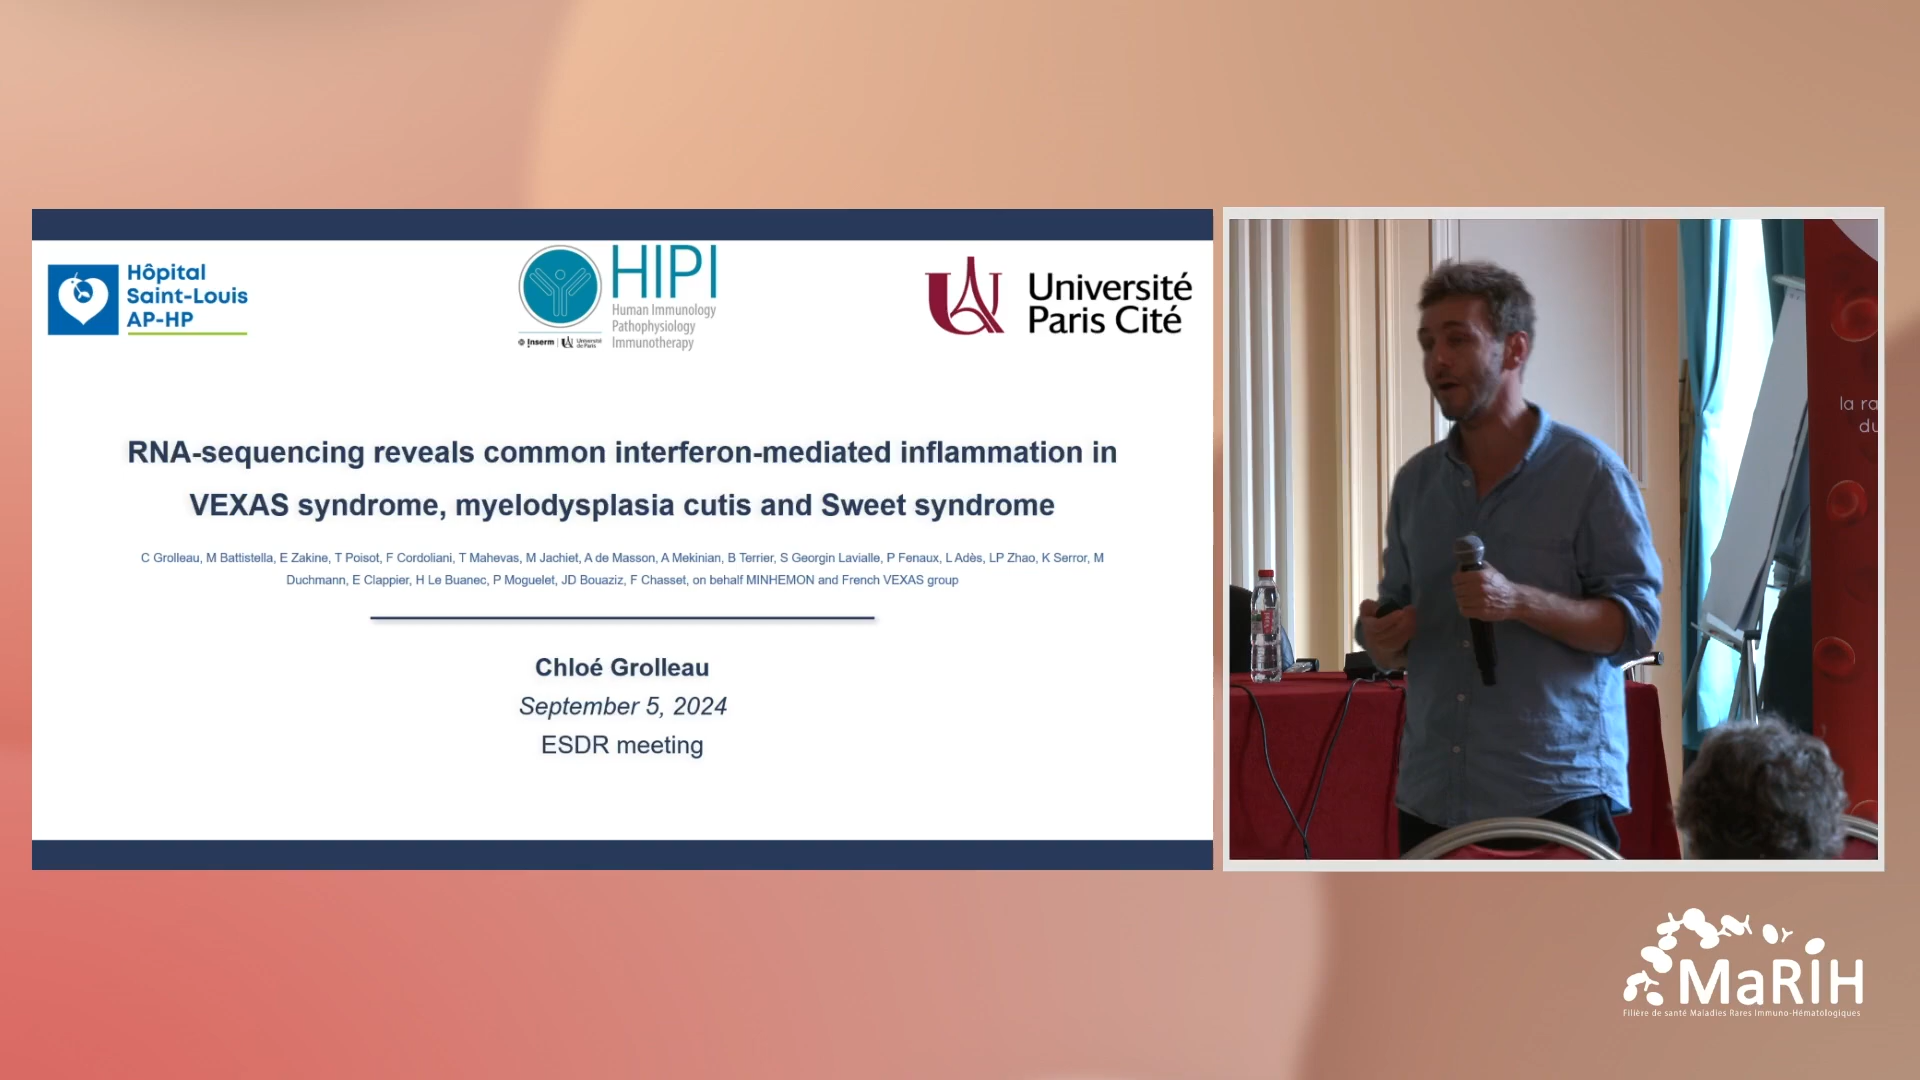 Hôpital
Saint-Louis
AP-HP
HIPI
Human Immunology
Pathophysiology
Immunotherapy
Inserm
Université
de Paris
Université
Paris Cité
RNA-sequencing reveals common interferon-mediated inflammation in
VEXAS syndrome, myelodysplasia cutis and Sweet syndrome
C Grolleau, M Battistella, E Zakine, T Poisot, F Cordoliani, T Mahevas, M Jachiet, A de Masson, A Mekinian, B Terrier, S Georgin Lavialle, P Fenaux, L Adès, LP Zhao, K Serror, M
Duchmann, E Clappier, H Le Buanec, P Moguelet, JD Bouaziz, F Chasset, on behalf MINHEMON and French VEXAS group
Chloé Grolleau
September 5, 2024
ESDR meeting
la ra
du
MaRIH
Filière de santé Maladies Rares Immuno-Hématologiques